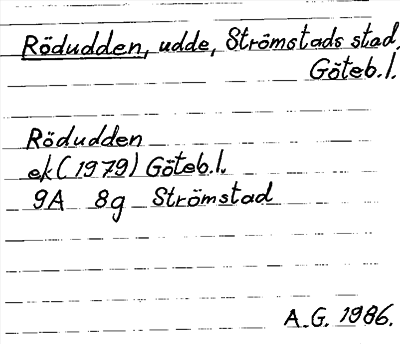 Rödudden, udde, Strömstads stad,
Göteb.l.
Rödudden
ek (1979) Göteb.l.
9A 8g Strömstad
A.G. 1986.